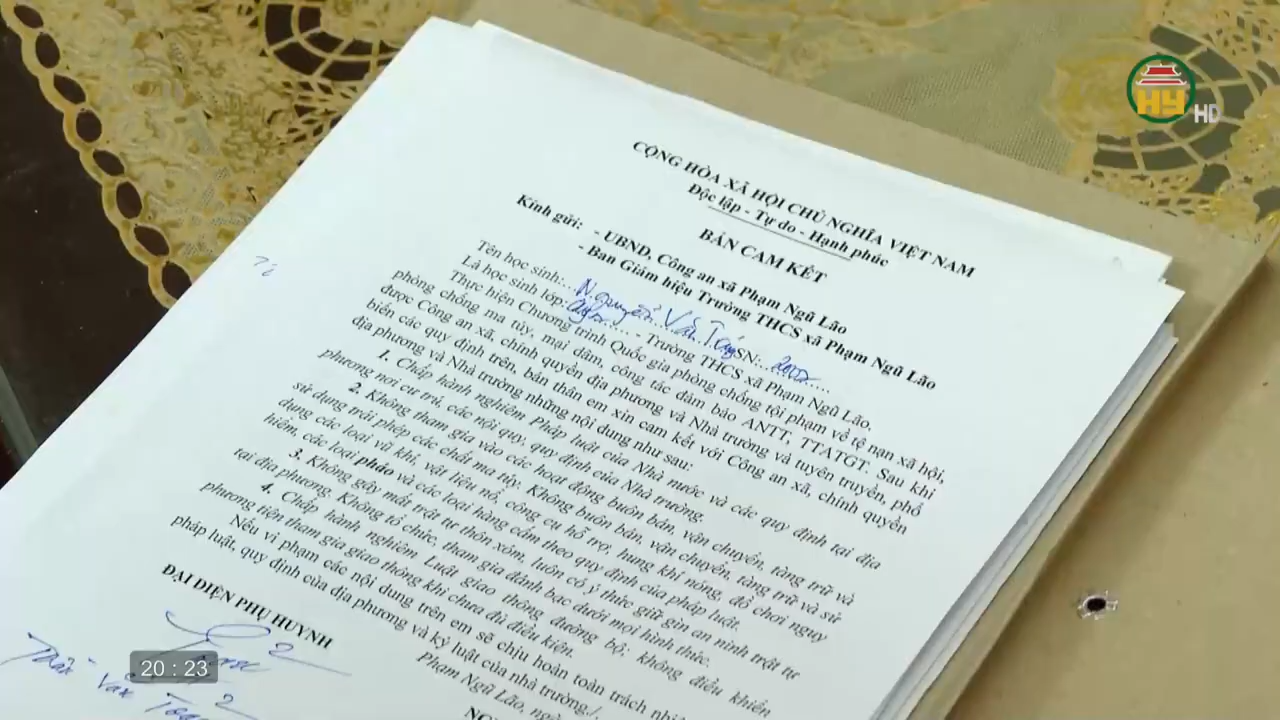 HY HD
CỘNG HÒA XÃ HỘI CHỦ NGHĨA VIỆT NAM
Độc lập - Tự do - Hạnh phúc
BẢN CAM KẾT
Kính gửi: - UBND, Công an xã Phạm Ngũ Lão
- Ban Giám hiệu Trường THCS xã Phạm Ngũ Lão
Tên học sinh:... Nguyễn Văn SN:... 2002
Là học sinh lớp:... - Trường THCS xã Phạm Ngũ Lão.
Thực hiện Chương trình Quốc gia phòng chống tội phạm về tệ nạn xã hội,
phòng chống ma túy, mại dâm, công tác đảm bảo ANTT, TTATGT. Sau khi
được Công an xã, chính quyền địa phương và Nhà trường và tuyên truyền, phổ
biến các quy định trên, bản thân em xin cam kết với Công an xã, chính quyền
địa phương và Nhà trường những nội dung như sau:
1. Chấp hành nghiêm Pháp luật của Nhà nước và các quy định tại địa
phương nơi cư trú, các nội quy, quy định của Nhà trường.
2. Không tham gia vào các hoạt động buôn bán, vận chuyển, tàng trữ và
sử dụng trái phép các chất ma túy. Không buôn bán, vận chuyển, tàng trữ và sử
dụng các loại vũ khí, vật liệu nổ, công cụ hỗ trợ, hung khí nóng, đồ chơi nguy
hiểm, các loại pháo và các loại hàng cấm theo quy định của pháp luật.
3. Không gây mất trật tự thôn xóm, luôn có ý thức giữ gìn an ninh trật tự
tại địa phương. Không tổ chức, tham gia đánh bạc dưới mọi hình thức.
4. Chấp hành nghiêm Luật giao thông đường bộ; không điều khiển
phương tiện tham gia giao thông khi chưa đủ điều kiện.
Nếu vi phạm các nội dung trên em sẽ chịu hoàn toàn trách nhiệ
pháp luật, quy định của địa phương và kỷ luật của nhà trường./.
Phạm Ngũ Lão, ngà
ĐẠI DIỆN PHỤ HUYNH
Văn
20 : 23